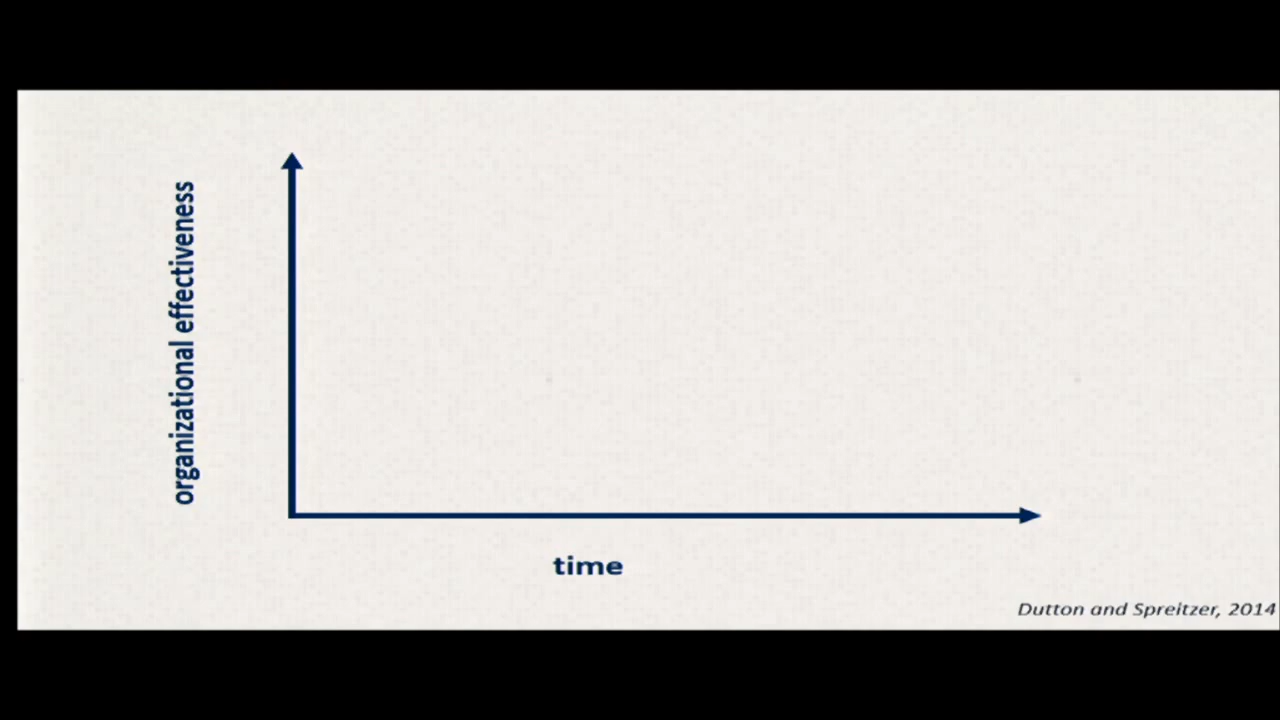 organizational effectiveness
time
Dutton and Spreitzer, 2014